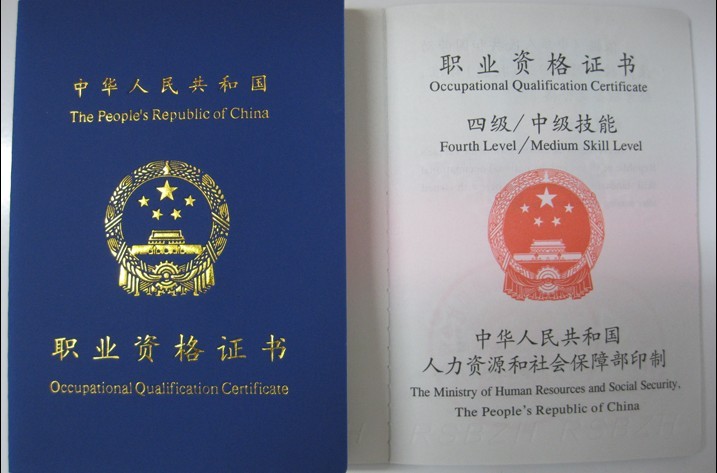 中华人民共和国
The People's Republic of China
职业资格证书
Occupational Qualification Certificate
职业资格证书
Occupational Qualification Certificate
四级/中级技能
Fourth Level/Medium Skill Level
中华人民共和国
人力资源和社会保障部印制
The Ministry of Human Resources and Social Security,
The People's Republic of China